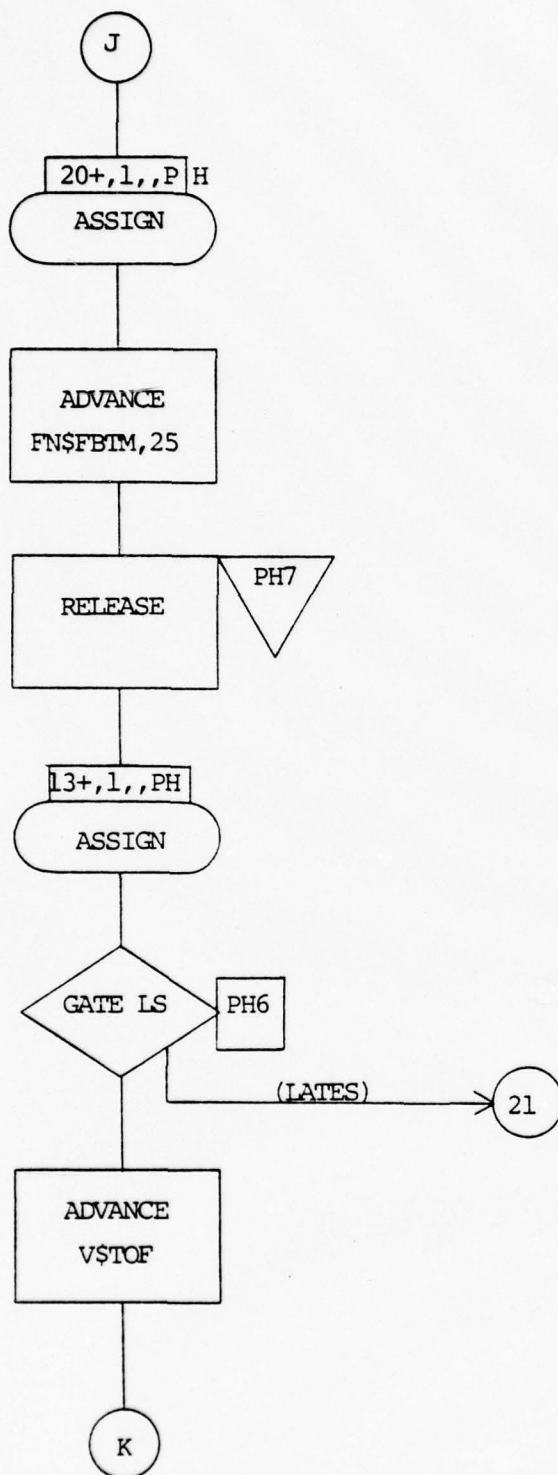 J
20+,1,,PH
ASSIGN
ADVANCE
FN$FBTM,25
RELEASE
PH7
13+,1,,PH
ASSIGN
GATE LS
PH6
(LATES)
21
ADVANCE
V$TOF
K